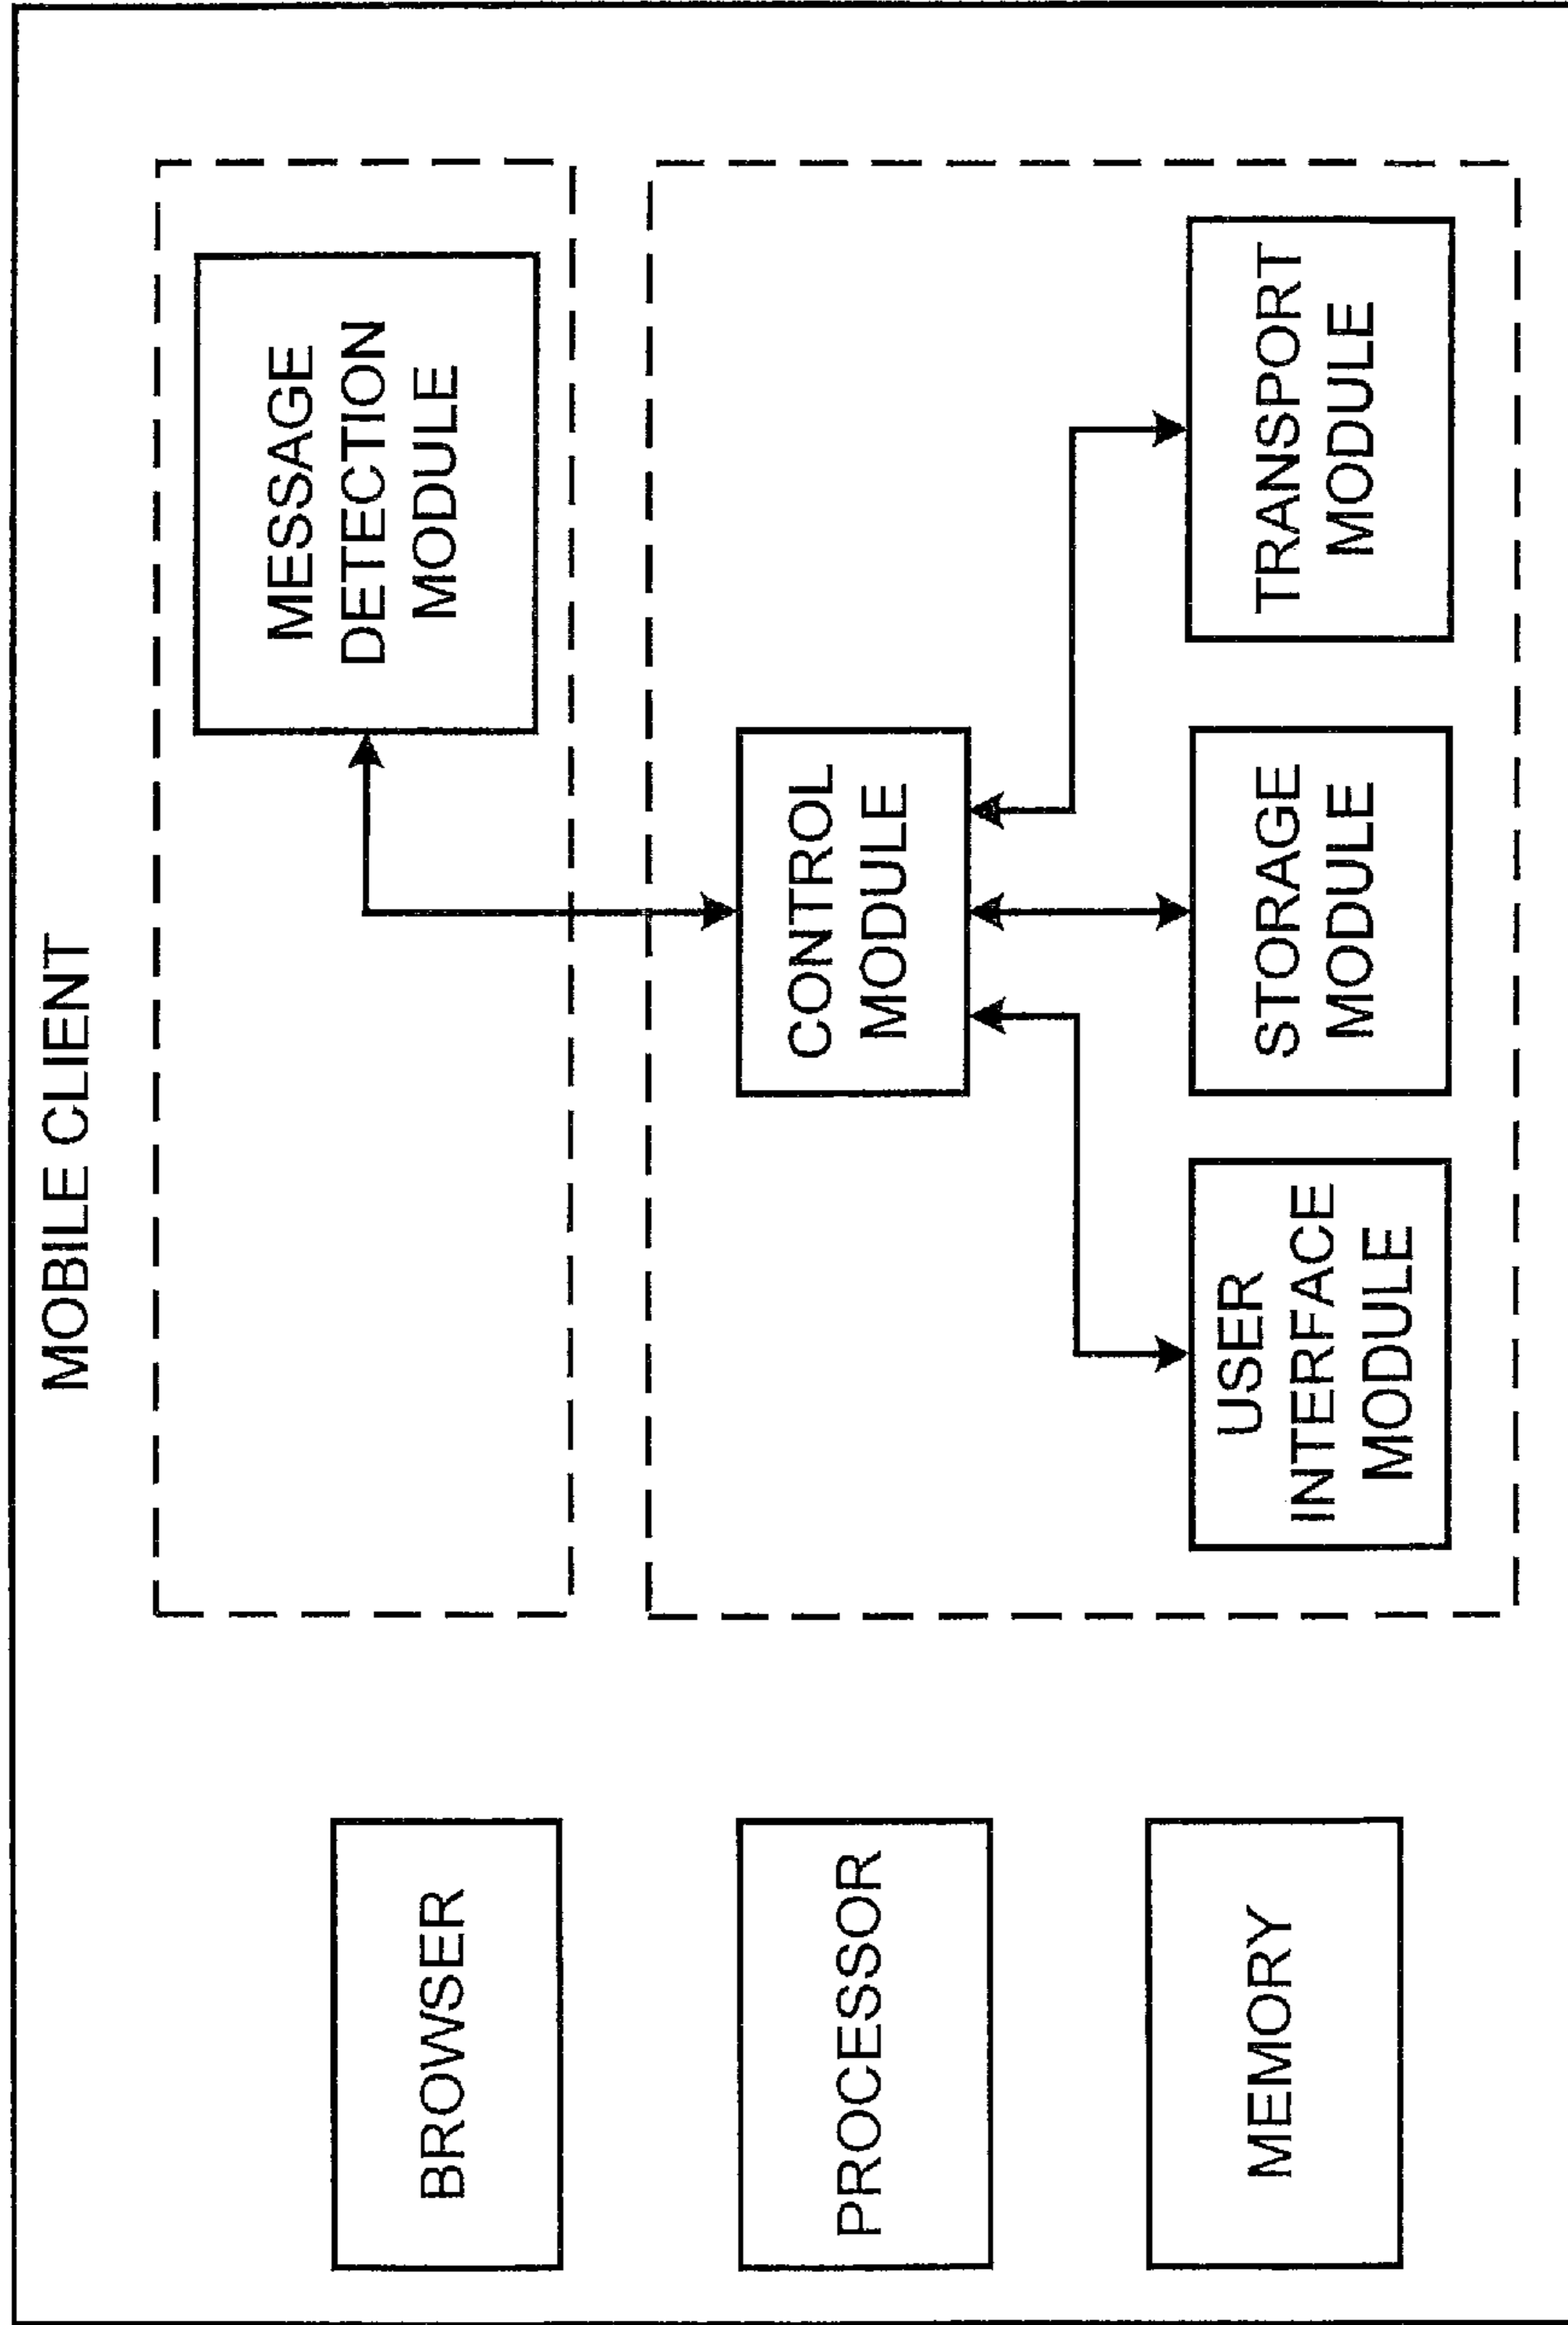 MOBILE CLIENT
BROWSER
PROCESSOR
MEMORY
MESSAGE
DETECTION
MODULE
CONTROL
MODULE
USER
INTERFACE
MODULE
STORAGE
MODULE
TRANSPORT
MODULE